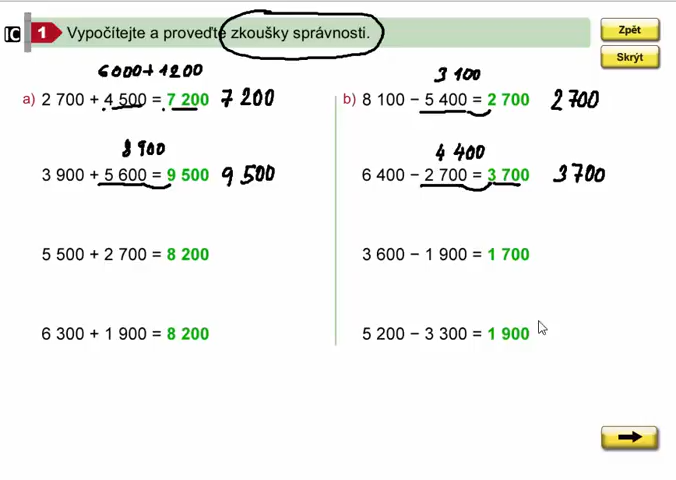 IC 1 Vypočítejte a proveďte zkoušky správnosti.
Zpět
Skrýt
6000+1200
a) 2 700 + 4 500 = 7 200 7 200
8 900
3 900 + 5 600 = 9 500 9 500
5 500 + 2 700 = 8 200
6 300 + 1 900 = 8 200
3 100
b) 8 100 − 5 400 = 2 700 2 700
4 400
6 400 − 2 700 = 3 700 3 700
3 600 − 1 900 = 1 700
5 200 − 3 300 = 1 900